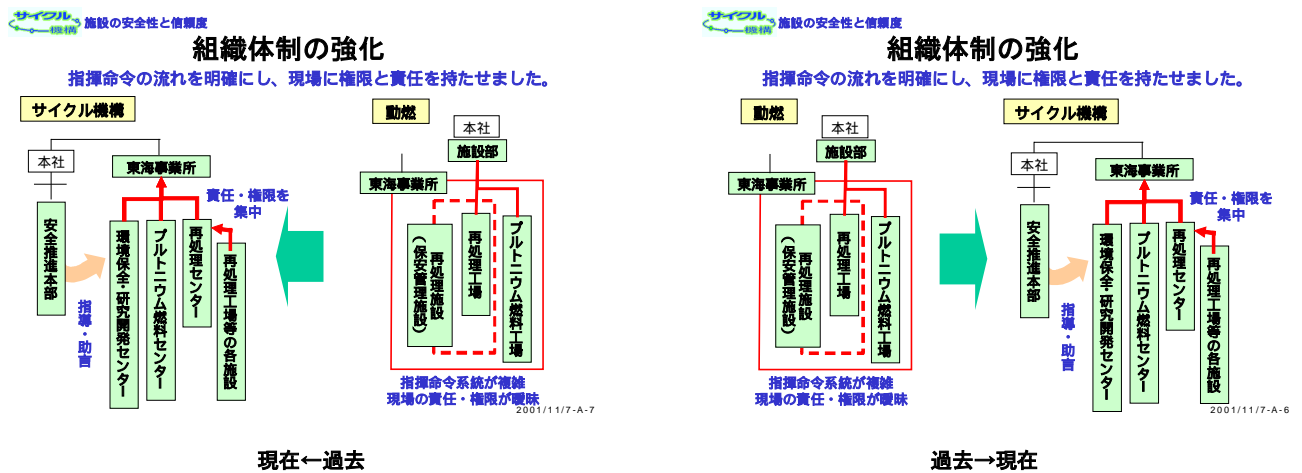 サイクル機構
施設の安全性と信頼度
組織体制の強化
指揮命令の流れを明確にし、現場に権限と責任を持たせました。
サイクル機構
本社
東海事業所
責任・権限を
集中
安全推進本部
指導・助言
環境保全・研究開発センター
プルトニウム燃料センター
再処理センター
再処理工場等の各施設
動燃
本社
施設部
東海事業所
再処理施設
(保安管理施設)
再処理工場
プルトニウム燃料工場
指揮命令系統が複雑
現場の責任・権限が曖昧
2001/11/7-A-7
現在←過去
サイクル機構
施設の安全性と信頼度
組織体制の強化
指揮命令の流れを明確にし、現場に権限と責任を持たせました。
動燃
本社
施設部
東海事業所
再処理施設
(保安管理施設)
再処理工場
プルトニウム燃料工場
指揮命令系統が複雑
現場の責任・権限が曖昧
サイクル機構
本社
東海事業所
責任・権限を
集中
安全推進本部
指導・助言
環境保全・研究開発センター
プルトニウム燃料センター
再処理センター
再処理工場等の各施設
2001/11/7-A-6
過去→現在